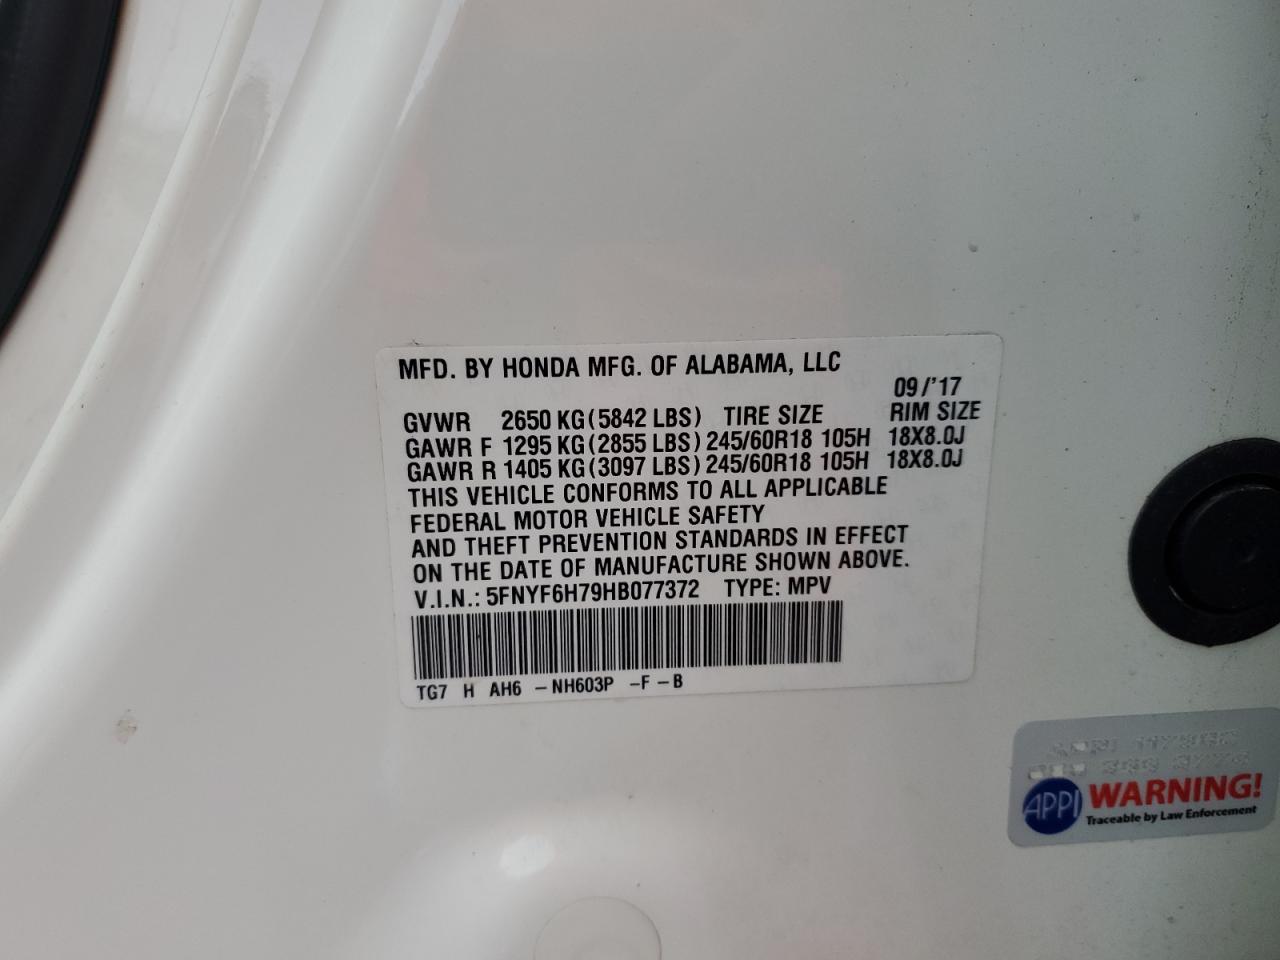 MFD. BY HONDA MFG. OF ALABAMA, LLC
09/'17
GVWR 2650 KG (5842 LBS) TIRE SIZE RIM SIZE
GAWR F 1295 KG (2855 LBS) 245/60R18 105H 18X8.0J
GAWR R 1405 KG (3097 LBS) 245/60R18 105H 18X8.0J
THIS VEHICLE CONFORMS TO ALL APPLICABLE
FEDERAL MOTOR VEHICLE SAFETY
AND THEFT PREVENTION STANDARDS IN EFFECT
ON THE DATE OF MANUFACTURE SHOWN ABOVE.
V.I.N.: 5FNYF6H79HB077372 TYPE: MPV
TG7 H AH6 -NH603P -F-B
APPI WARNING!
Traceable by Law Enforcement